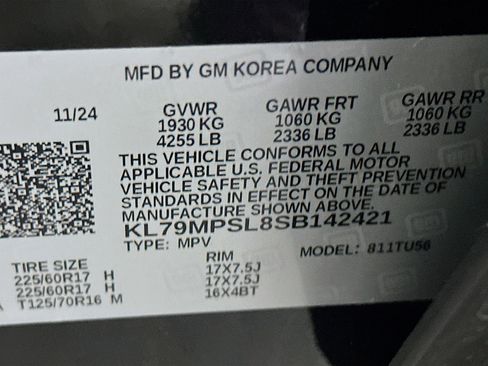 MFD BY GM KOREA COMPANY
11/24 GVWR GAWR FRT GAWR RR
1930 KG 1060 KG 1060 KG
4255 LB 2336 LB 2336 LB
THIS VEHICLE CONFORMS TO ALL
APPLICABLE U.S. FEDERAL MOTOR
VEHICLE SAFETY AND THEFT PREVENTION
STANDARDS IN EFFECT ON THE DATE OF
MANUFACTURE SHOWN ABOVE.
KL79MPSL8SB142421
TYPE: MPV MODEL: 811TU56
TIRE SIZE RIM
225/60R17 H 17X7.5J
225/60R17 H 17X7.5J
T125/70R16 M 16X4BT